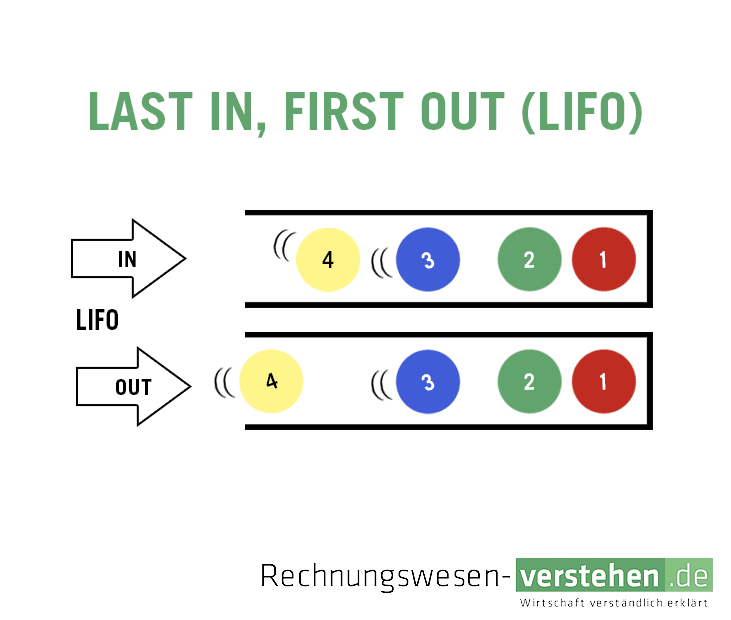 LAST IN, FIRST OUT (LIFO)
IN 4 3 2 1
LIFO
OUT 4 3 2 1
Rechnungswesen-verstehen.de
Wirtschaft verständlich erklärt